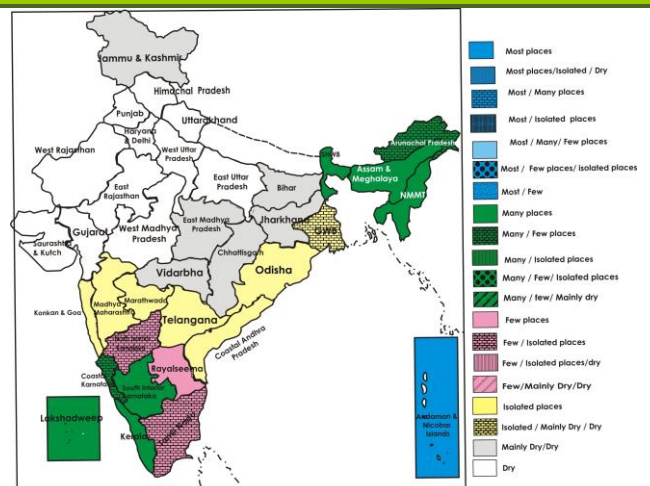 Jammu & Kashmir
Himachal Pradesh
Punjab
Uttarakhand
Haryana
& Delhi
West Rajasthan
West Uttar
Pradesh
East Uttar
Pradesh
East
Rajasthan
Bihar
Arunachal Pradesh
SHWB
Assam &
Meghalaya
NMMT
Gujarat
West Madhya
Pradesh
East Madhya
Pradesh
Jharkhand
GWB
Saurashtra
& Kutch
Chhattisgarh
Vidarbha
Odisha
Konkan & Goa
Madhya
Maharashtra
Marathwada
Telangana
Coastal Andhra
Pradesh
Rayalseema
Coastal
Karnataka
South Interior
Karnataka
Lakshadweep
Kerala
Tamil Nadu
Andaman &
Nicobar
Islands
Most places
Most places/Isolated / Dry
Most / Many places
Most / Isolated places
Most / Many/ Few places
Most / Few places/ isolated places
Most / Few
Many places
Many / Few places
Many / Isolated places
Many / Few/ Isolated places
Many / few/ Mainly dry
Few places
Few / Isolated places
Few / Isolated places/dry
Few/Mainly Dry/Dry
Isolated places
Isolated / Mainly Dry / Dry
Mainly Dry/Dry
Dry